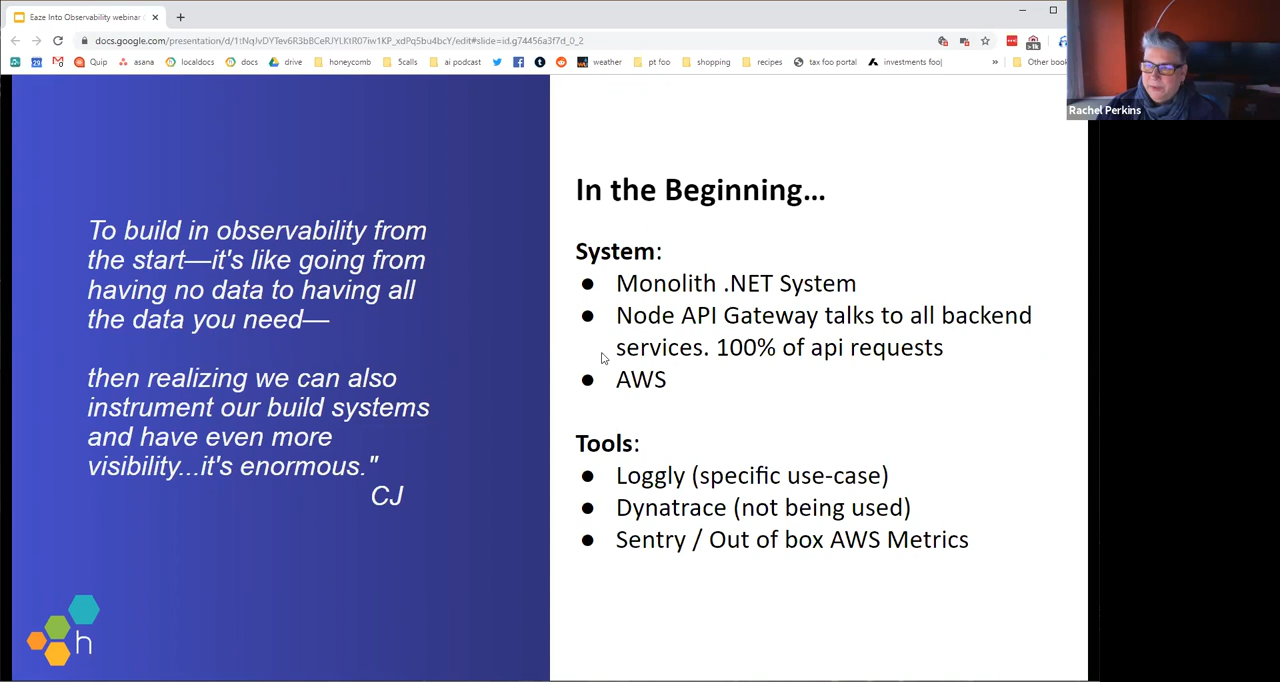 Eaze Into Observability webinar
docs.google.com/presentation/d/1tNqJvDYTev6R3bBCeRJYLKtR07iw1KP_xdPq5bu4bcY/edit#slide=id.g74456a3f7d_0_2
Quip asana localdocs docs drive honeycomb 5calls ai podcast weather pt foo shopping recipes tax foo portal investments foo| » Other book
Rachel Perkins
To build in observability from
the start—it's like going from
having no data to having all
the data you need—
then realizing we can also
instrument our build systems
and have even more
visibility...it's enormous."
CJ
h
In the Beginning...
System:
● Monolith .NET System
● Node API Gateway talks to all backend
services. 100% of api requests
● AWS
Tools:
● Loggly (specific use-case)
● Dynatrace (not being used)
● Sentry / Out of box AWS Metrics